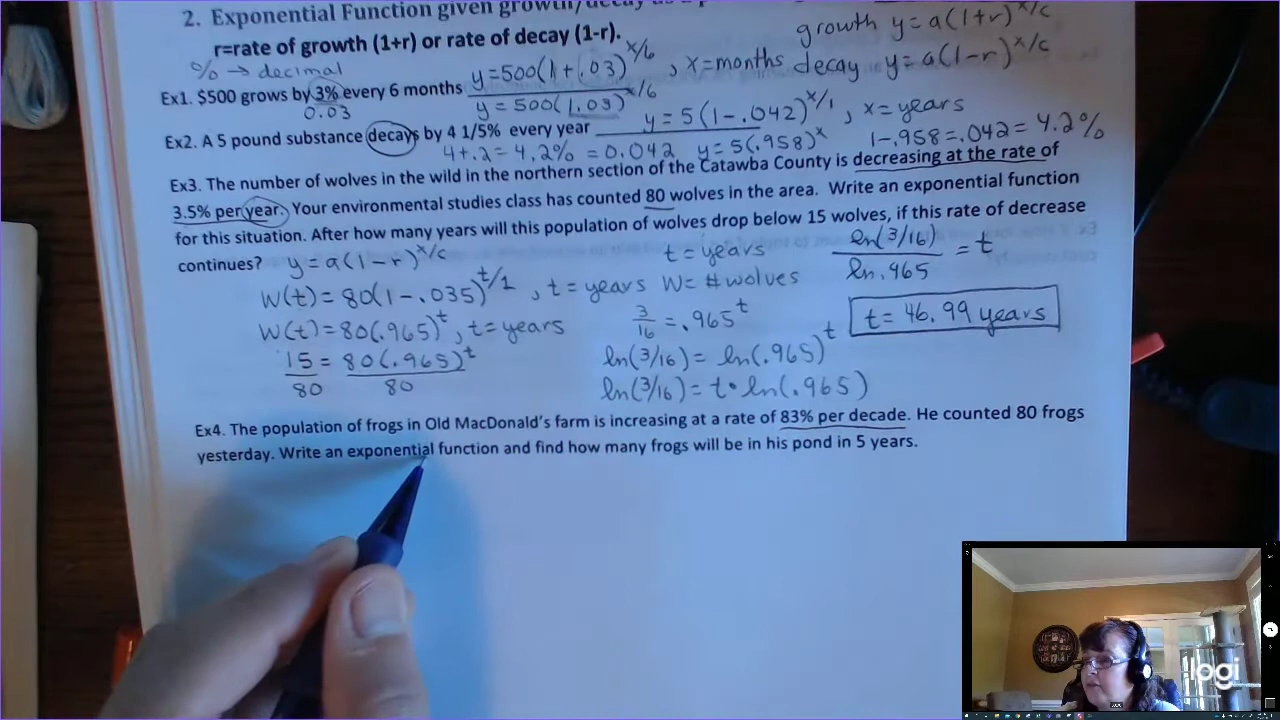 2. Exponential Function given growth/decay as a p
growth y = a(1+r)^x/c
r=rate of growth (1+r) or rate of decay (1-r).
% → decimal
y=500(1+.03)^x/6, x=months
decay y = a(1-r)^x/c
Ex1. $500 grows by 3% every 6 months
0.03
y = 500(1.03)^x/6
y = 5(1-.042)^x/1, x = years
Ex2. A 5 pound substance decays by 4 1/5% every year
4+.2 = 4.2% = 0.042
y=5(.958)^x
1-.958=.042= 4.2%
Ex3. The number of wolves in the wild in the northern section of the Catawba County is decreasing at the rate of
3.5% per year. Your environmental studies class has counted 80 wolves in the area. Write an exponential function
for this situation. After how many years will this population of wolves drop below 15 wolves, if this rate of decrease
continues?
y = a(1-r)^x/c
W(t) = 80(1-.035)^t/1, t = years
W(t)=80(.965)^t, t=years
15 = 80(.965)^t
80 80
t = years
W = # wolves
3/16 = .965^t
ln(3/16) = ln(.965)^t
ln(3/16) = t • ln(.965)
ln(3/16) = t
ln.965
t= 46.99 years
Ex4. The population of frogs in Old MacDonald's farm is increasing at a rate of 83% per decade. He counted 80 frogs
yesterday. Write an exponential function and find how many frogs will be in his pond in 5 years.
logi